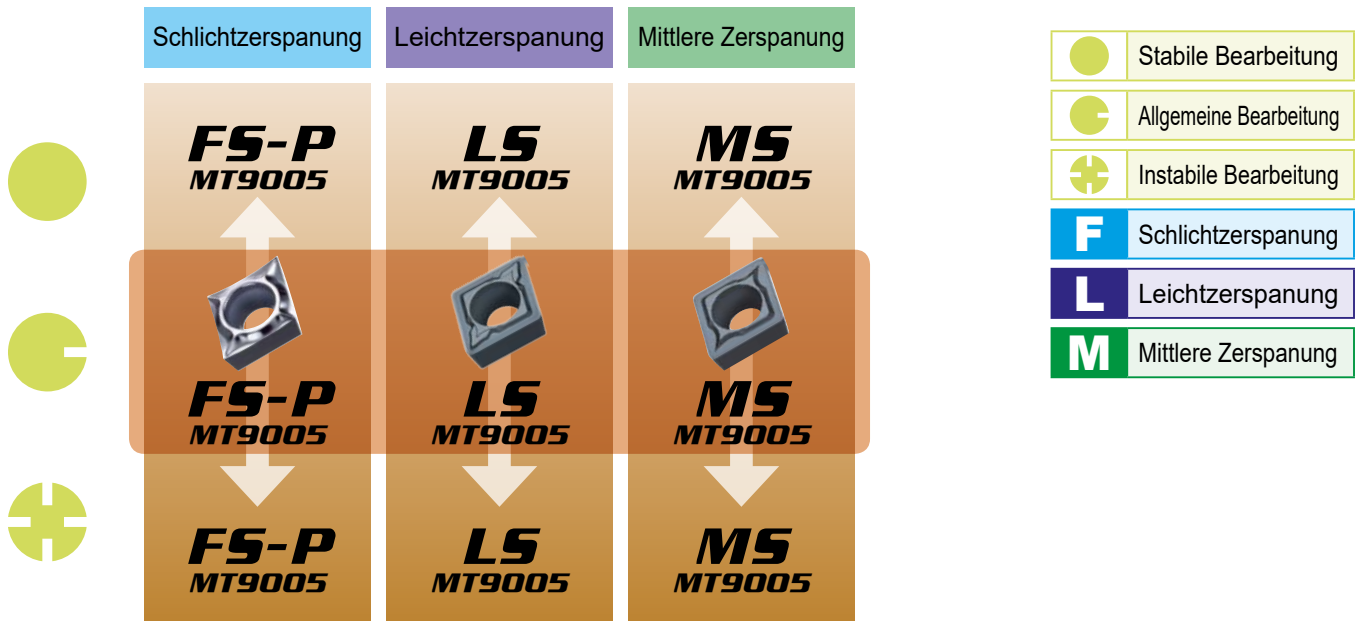 Schlichtzerspanung
Leichtzerspanung
Mittlere Zerspanung
FS-P
MT9005
LS
MT9005
MS
MT9005
FS-P
MT9005
LS
MT9005
MS
MT9005
FS-P
MT9005
LS
MT9005
MS
MT9005
Stabile Bearbeitung
Allgemeine Bearbeitung
Instabile Bearbeitung
F Schlichtzerspanung
L Leichtzerspanung
M Mittlere Zerspanung